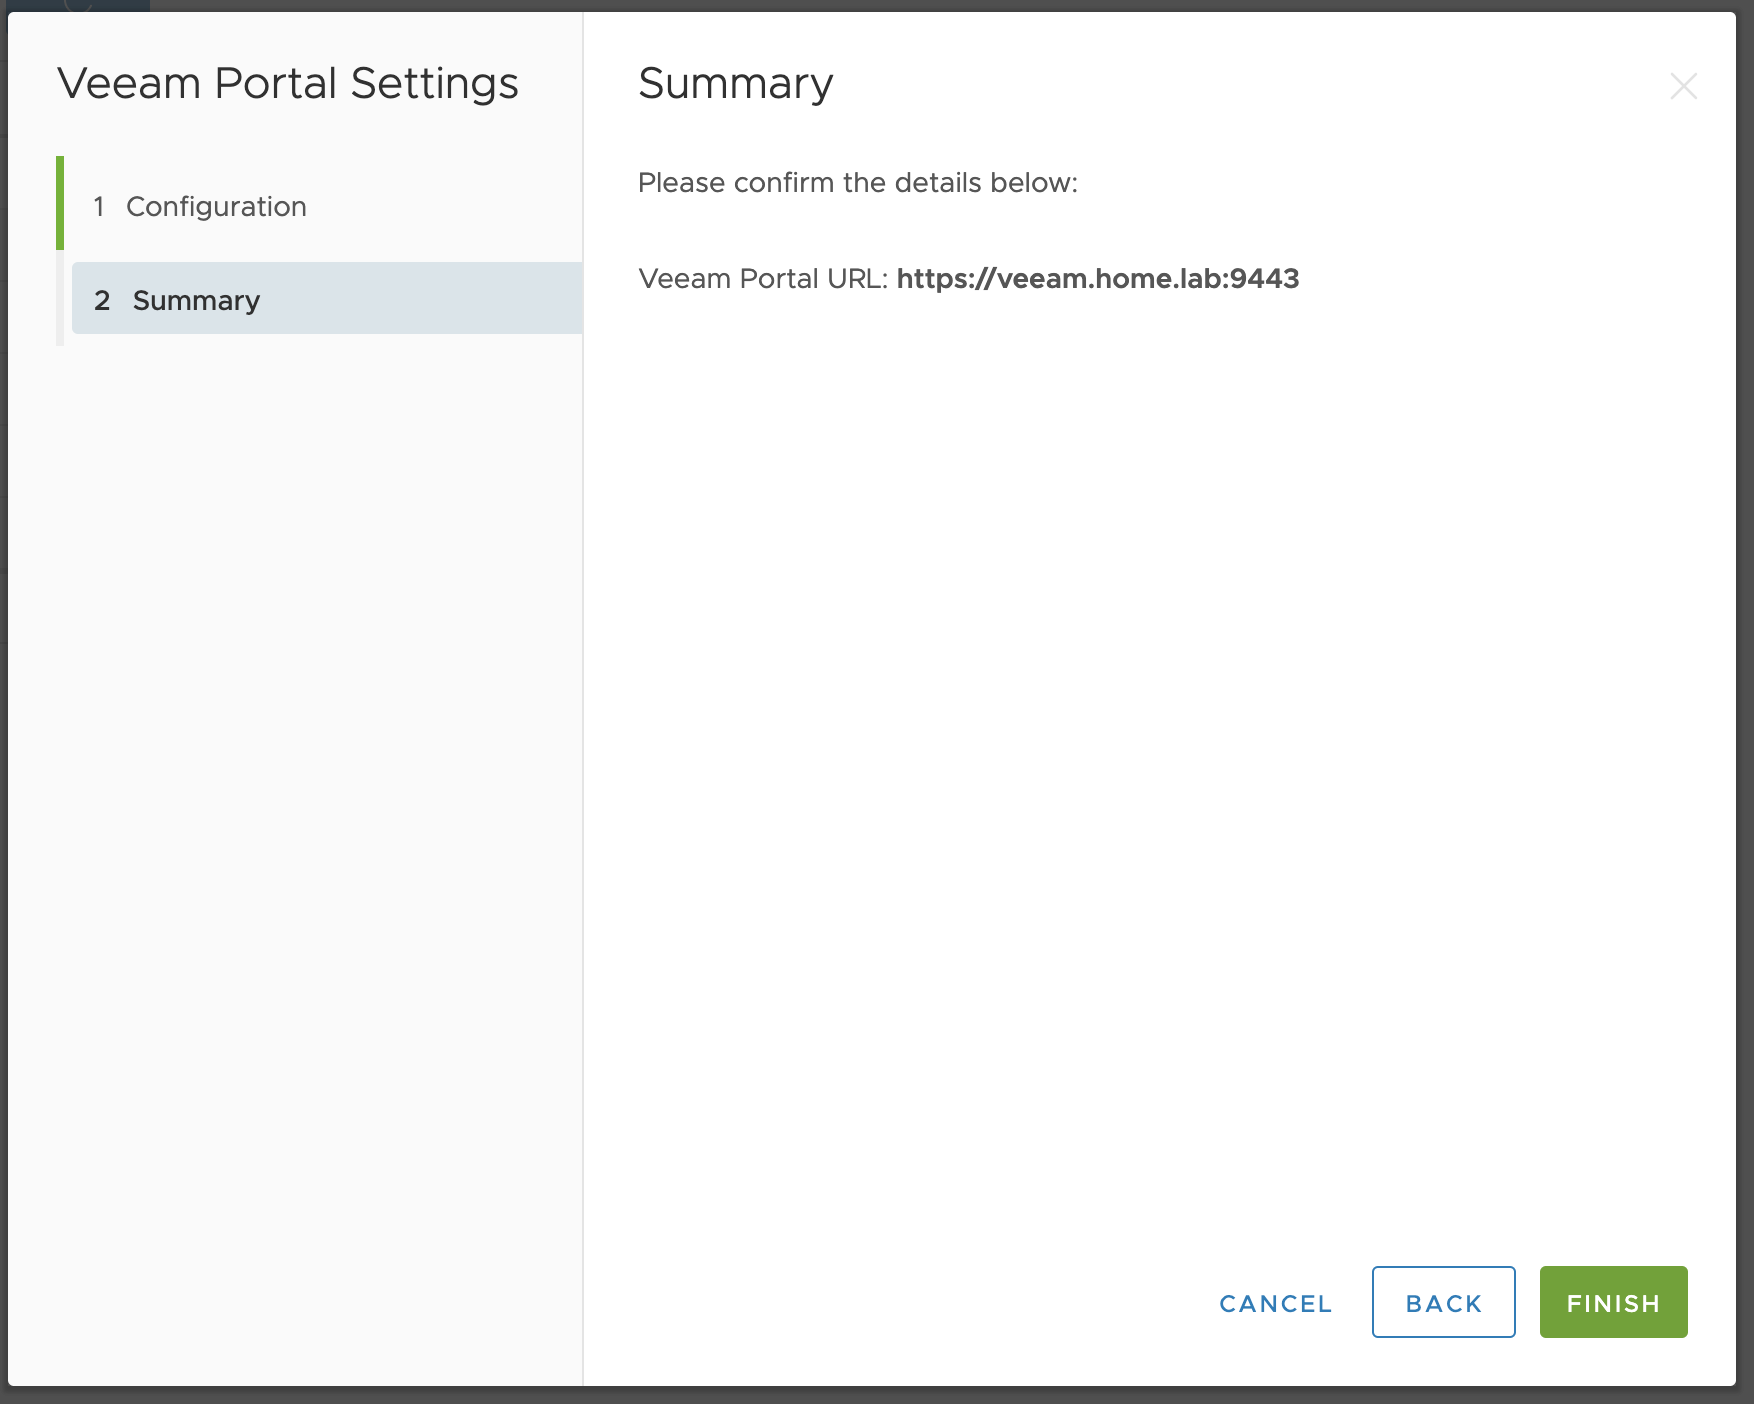 Veeam Portal Settings
1 Configuration
2 Summary
Summary
Please confirm the details below:
Veeam Portal URL: https://veeam.home.lab:9443
CANCEL
BACK
FINISH